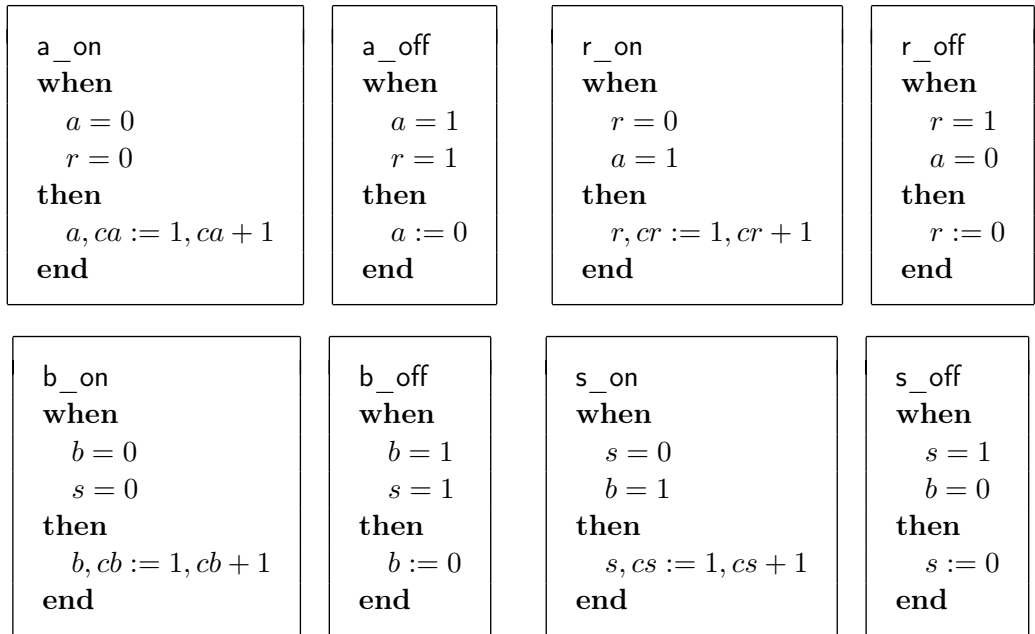 a_on
when
a = 0
r = 0
then
a, ca := 1, ca + 1
end
a_off
when
a = 1
r = 1
then
a := 0
end
r_on
when
r = 0
a = 1
then
r, cr := 1, cr + 1
end
r_off
when
r = 1
a = 0
then
r := 0
end
b_on
when
b = 0
s = 0
then
b, cb := 1, cb + 1
end
b_off
when
b = 1
s = 1
then
b := 0
end
s_on
when
s = 0
b = 1
then
s, cs := 1, cs + 1
end
s_off
when
s = 1
b = 0
then
s := 0
end